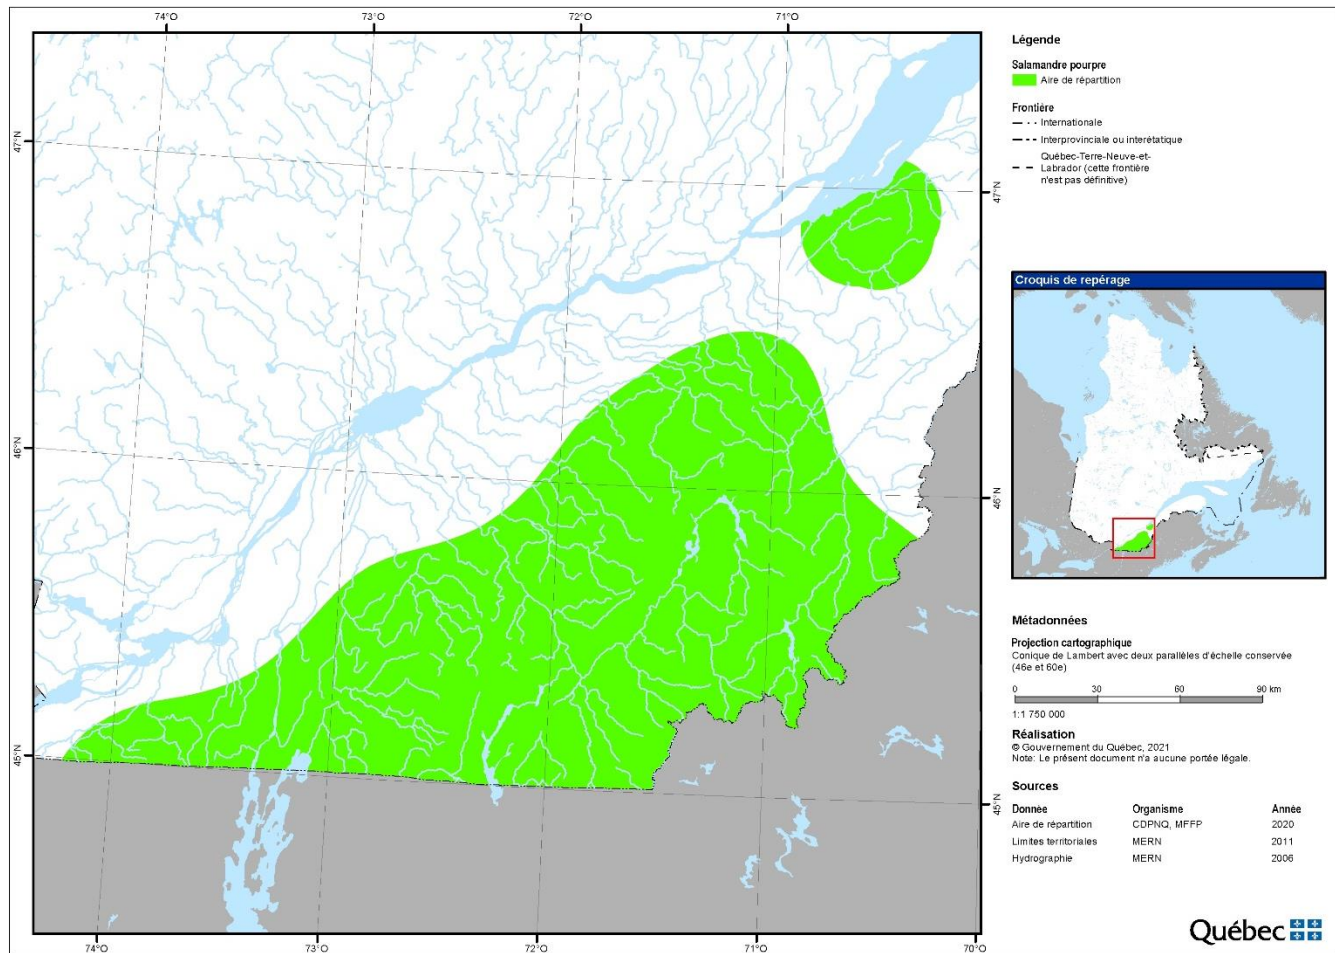 74°O 73°O 72°O 71°O
47°N
46°N
45°N
47°N
46°N
45°N
74°O 73°O 72°O 71°O 70°O
Légende
Salamandre pourpre
Aire de répartition
Frontière
Internationale
Interprovinciale ou interétatique
Québec-Terre-Neuve-et-
Labrador (cette frontière
n'est pas définitive)
Croquis de repérage
Métadonnées
Projection cartographique
Conique de Lambert avec deux parallèles d'échelle conservée
(46e et 60e)
0 30 60 90 km
1:1 750 000
Réalisation
© Gouvernement du Québec, 2021
Note: Le présent document n'a aucune portée légale.
Sources
Donnée Organisme Année
Aire de répartition CDPNQ, MFFP 2020
Limites territoriales MERN 2011
Hydrographie MERN 2006
Québec